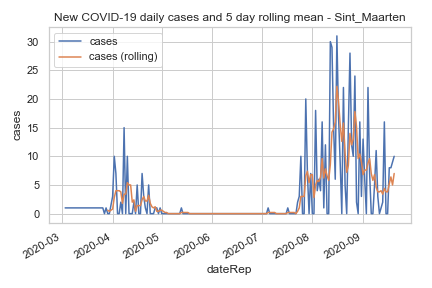 New COVID-19 daily cases and 5 day rolling mean - Sint_Maarten
cases
cases (rolling)
30
25
20
15
10
5
0
cases
2020-03
2020-04
2020-05
2020-06
2020-07
2020-08
2020-09
dateRep